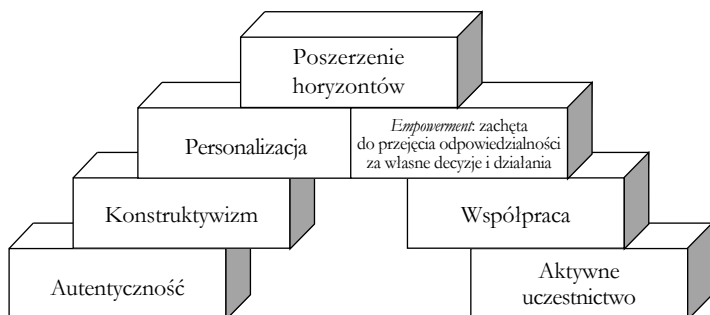 Poszerzenie
horyzontów
Personalizacja
Empowerment: zachęta
do przejęcia odpowiedzialności
za własne decyzje i działania
Konstruktywizm
Współpraca
Autentyczność
Aktywne
uczestnictwo